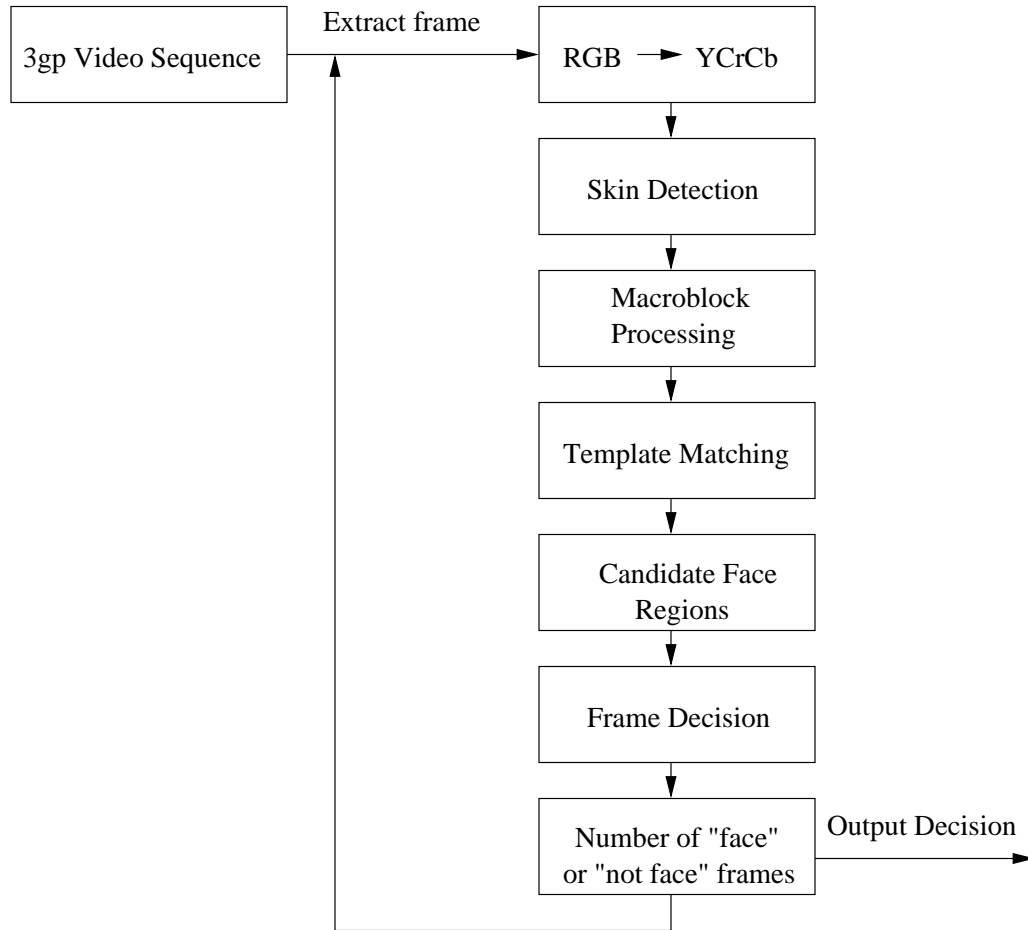 Extract frame
3gp Video Sequence
RGB YCrCb
Skin Detection
Macroblock
Processing
Template Matching
Candidate Face
Regions
Frame Decision
Number of "face"
or "not face" frames
Output Decision